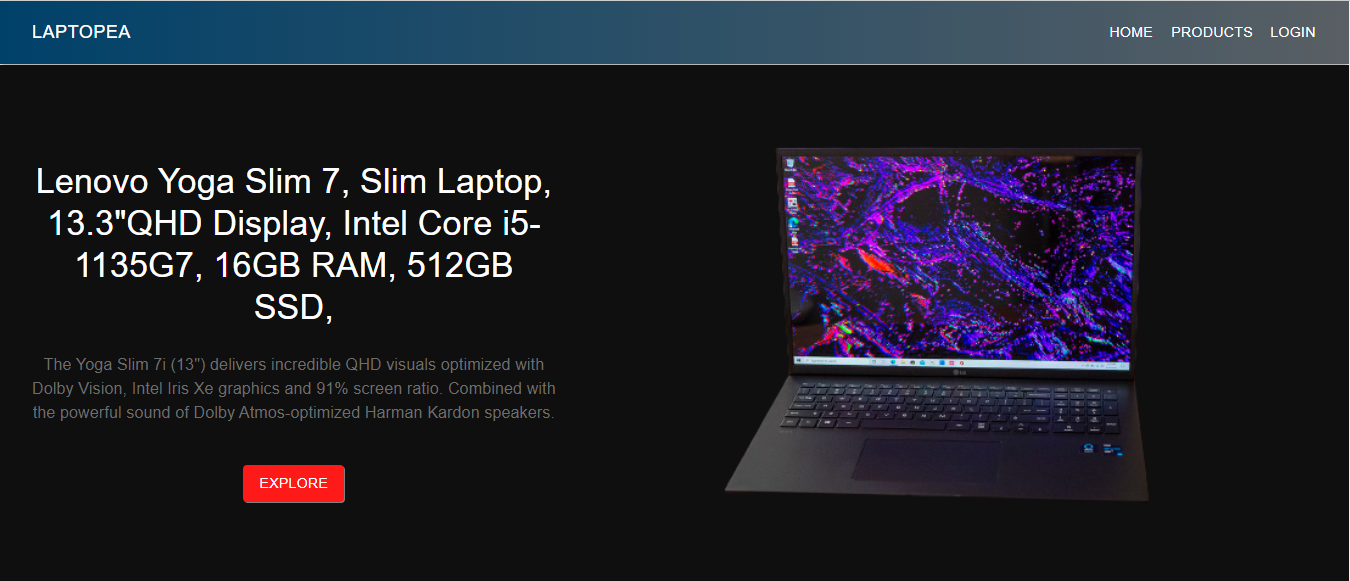 LAPTOPEA
HOME PRODUCTS LOGIN
Lenovo Yoga Slim 7, Slim Laptop,
13.3"QHD Display, Intel Core i5-
1135G7, 16GB RAM, 512GB
SSD,
The Yoga Slim 7i (13") delivers incredible QHD visuals optimized with
Dolby Vision, Intel Iris Xe graphics and 91% screen ratio. Combined with
the powerful sound of Dolby Atmos-optimized Harman Kardon speakers.
EXPLORE
LG